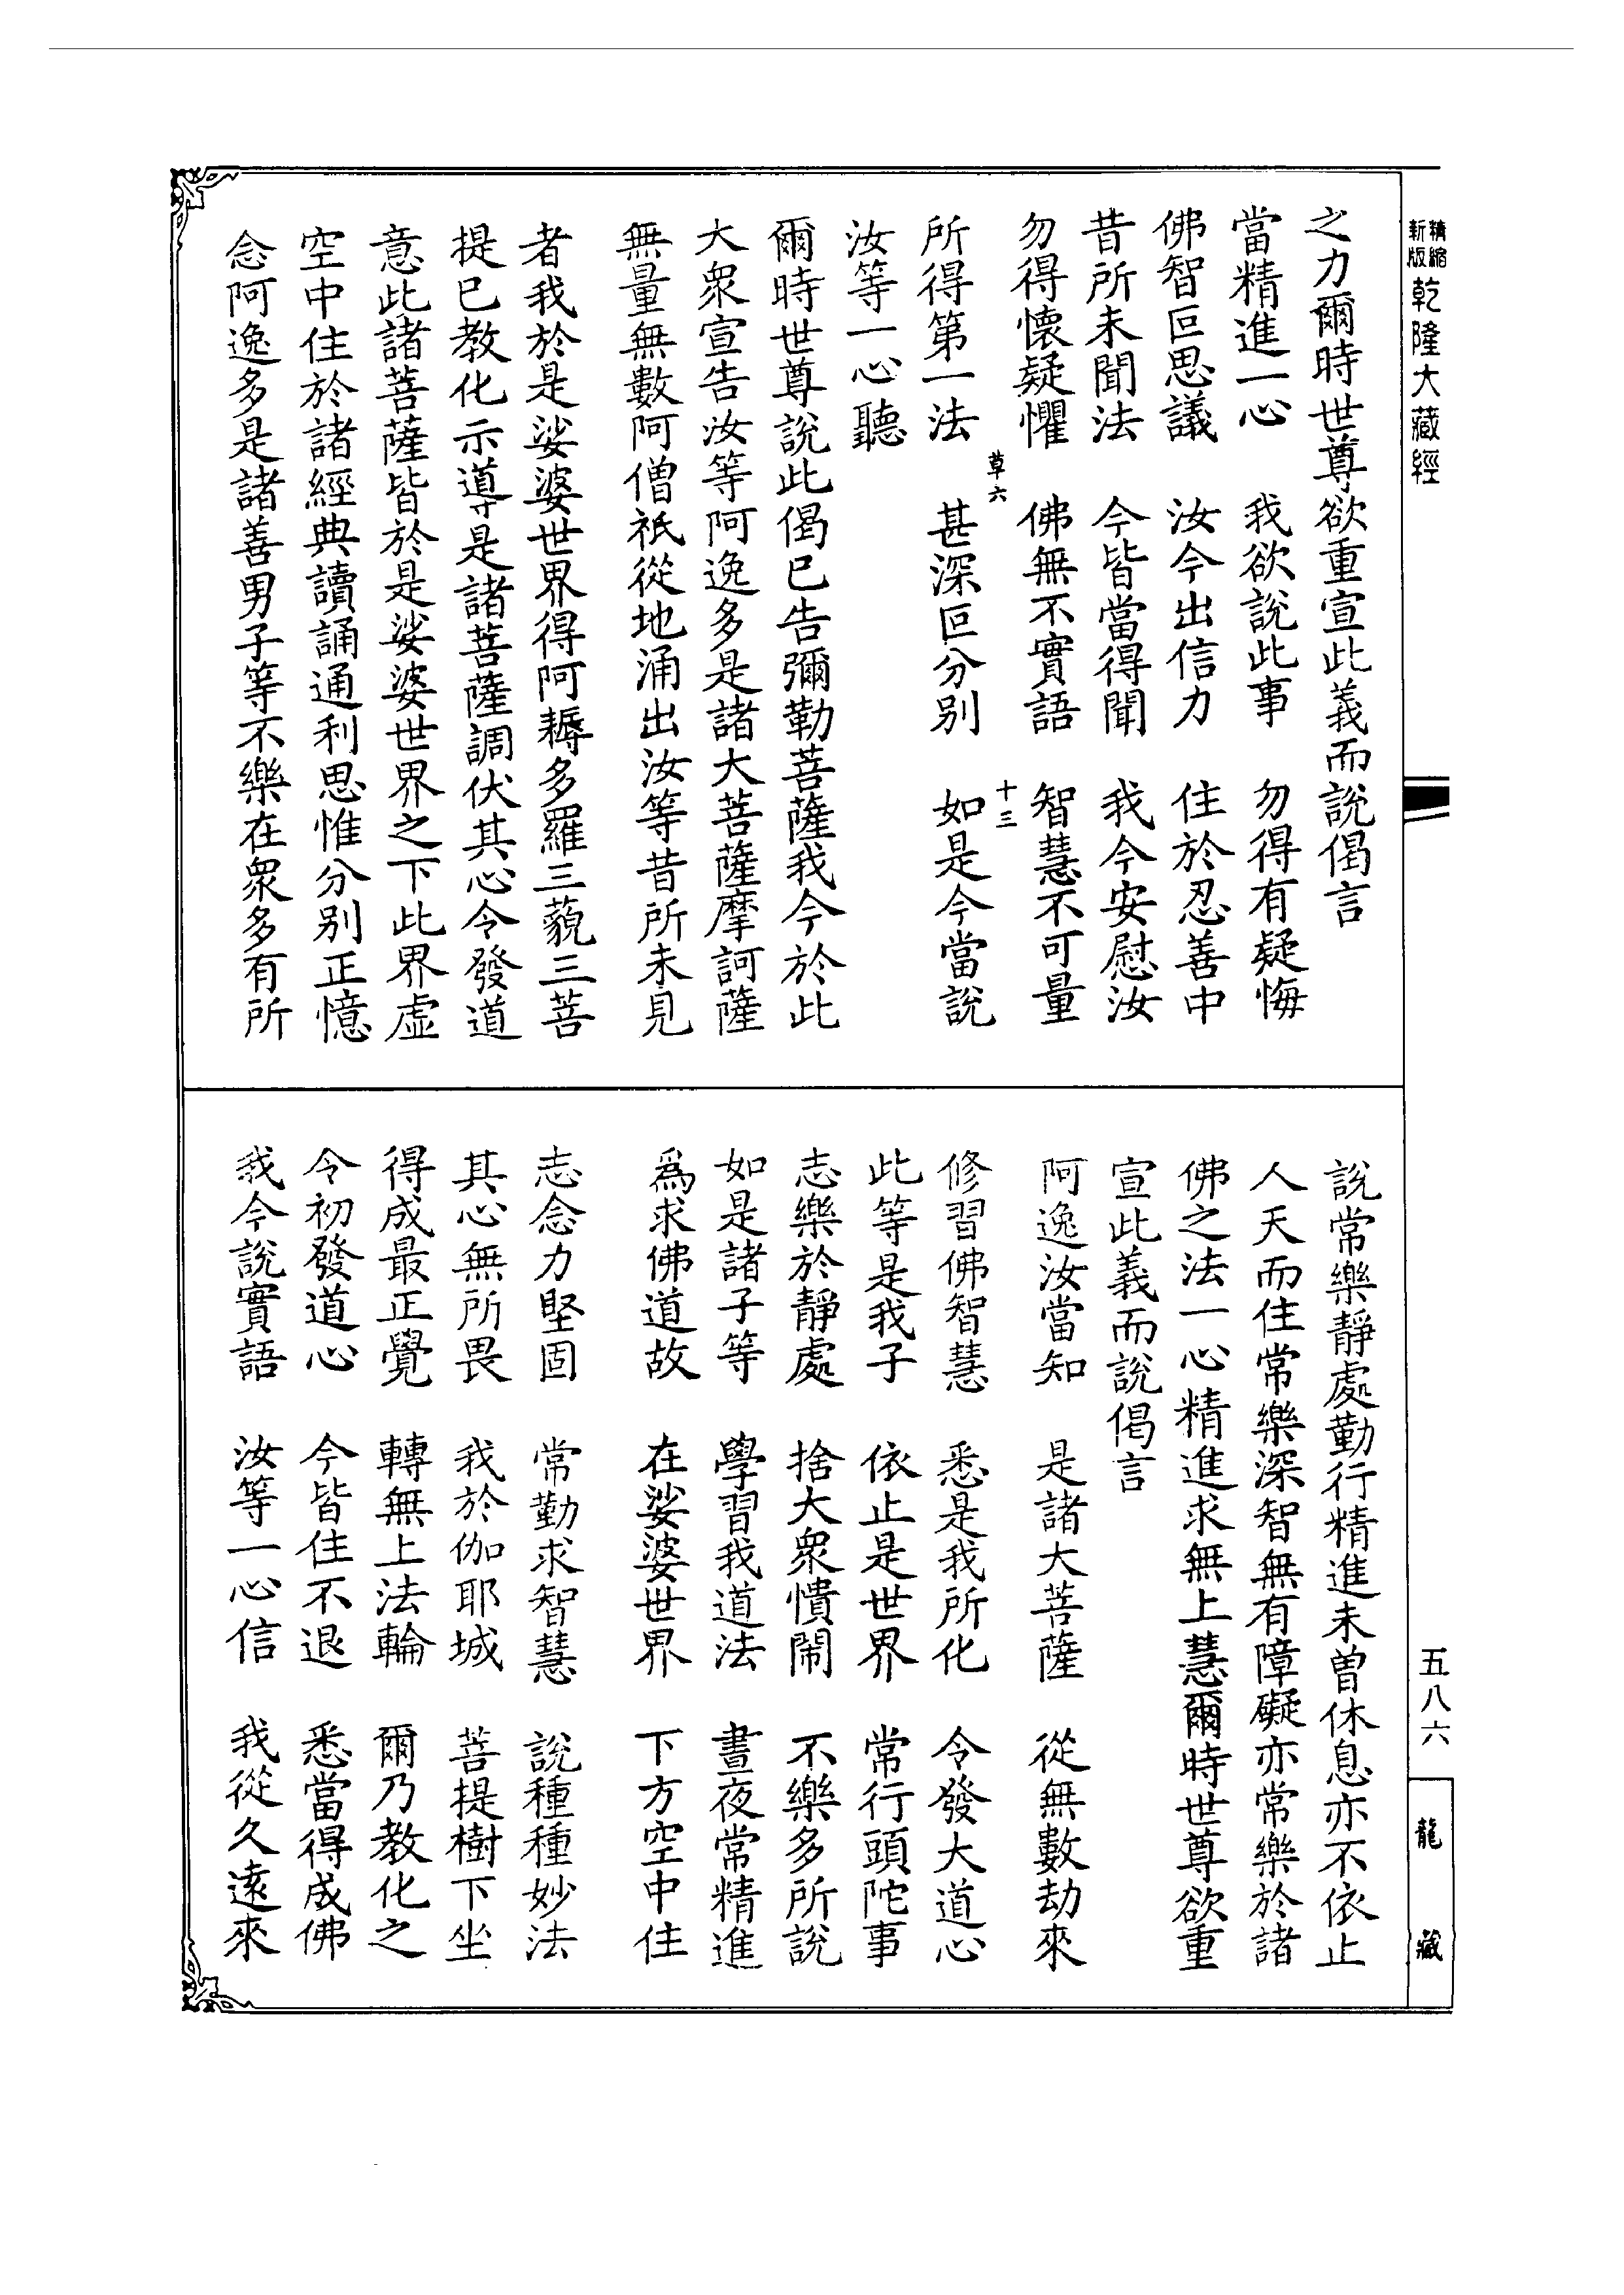 精縮新版乾隆大藏經
之力爾時世尊欲重宣此義而說偈言
當精進一心　我欲說此事　勿得有疑悔
佛智叵思議　汝今出信力　住於忍善中
昔所未聞法　今皆當得聞　我今安慰汝
勿得懷疑懼　佛無不實語　智慧不可量
草六　十三
所得第一法　甚深叵分別　如是今當說
汝等一心聽
爾時世尊說此偈已告彌勒菩薩我今於此
大眾宣告汝等阿逸多是諸大菩薩摩訶薩
無量無數阿僧祇從地涌出汝等昔所未見
者我於是娑婆世界得阿耨多羅三藐三菩
提已教化示導是諸菩薩調伏其心令發道
意此諸菩薩皆於是娑婆世界之下此界虛
空中住於諸經典讀誦通利思惟分別正憶
念阿逸多是諸善男子等不樂在眾多有所
說常樂靜處勤行精進未曾休息亦不依止
人天而住常樂深智無有障礙亦常樂於諸
佛之法一心精進求無上慧爾時世尊欲重
宣此義而說偈言
阿逸汝當知　是諸大菩薩　從無數劫來
修習佛智慧　悉是我所化　令發大道心
此等是我子　依止是世界　常行頭陀事
志樂於靜處　捨大眾憒鬧　不樂多所說
如是諸子等　學習我道法　晝夜常精進
為求佛道故　在娑婆世界　下方空中住
志念力堅固　常勤求智慧　說種種妙法
其心無所畏　我於伽耶城　菩提樹下坐
得成最正覺　轉無上法輪　爾乃教化之
令初發道心　今皆住不退　悉當得成佛
我今說實語　汝等一心信　我從久遠來
五八六
龍藏